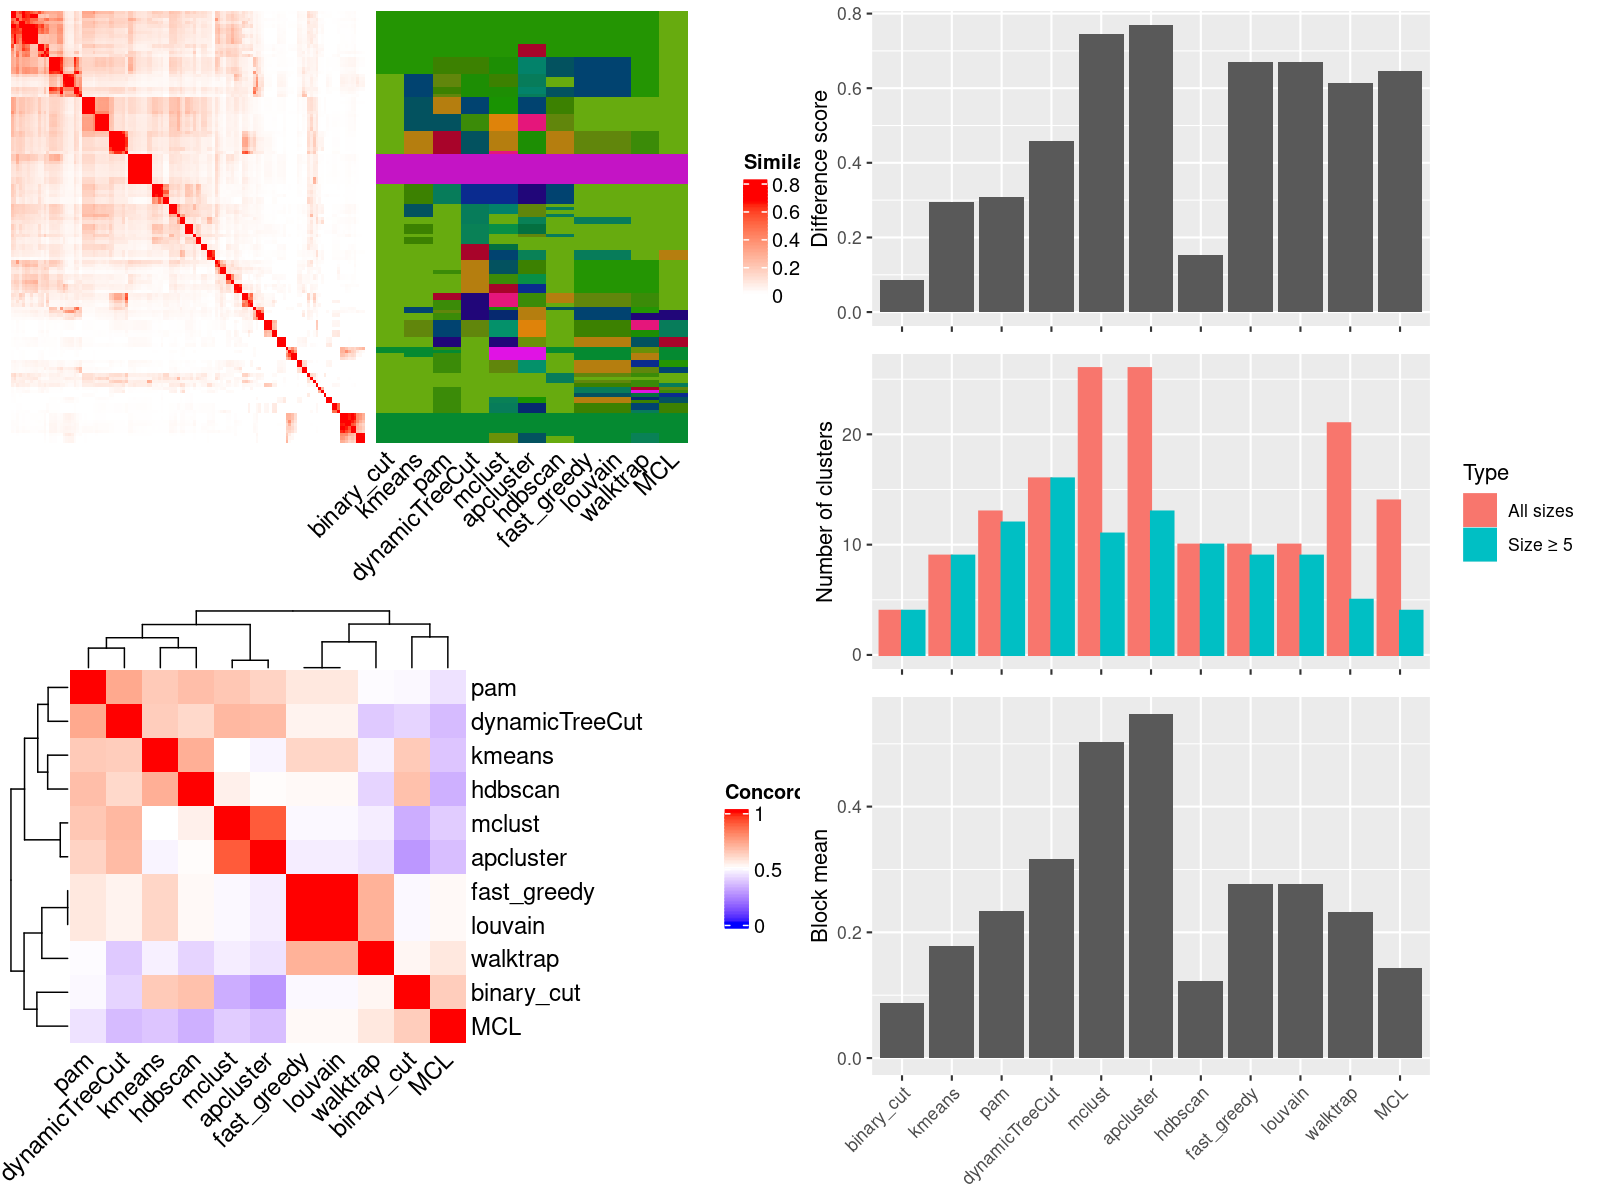 Simila
0.8
0.6
0.4
0.2
0
binary_cut
kmeans
pam
dynamicTreeCut
mclust
apcluster
hdbscan
fast_greedy
louvain
walktrap
MCL
pam
dynamicTreeCut
kmeans
hdbscan
mclust
apcluster
fast_greedy
louvain
walktrap
binary_cut
MCL
pam
dynamicTreeCut
kmeans
hdbscan
mclust
apcluster
fast_greedy
louvain
walktrap
binary_cut
MCL
Concord
1
0.5
0
Difference score
0.8
0.6
0.4
0.2
0.0
Number of clusters
20
10
0
Type
All sizes
Size ≥ 5
Block mean
0.4
0.2
0.0
binary_cut
kmeans
pam
dynamicTreeCut
mclust
apcluster
hdbscan
fast_greedy
louvain
walktrap
MCL